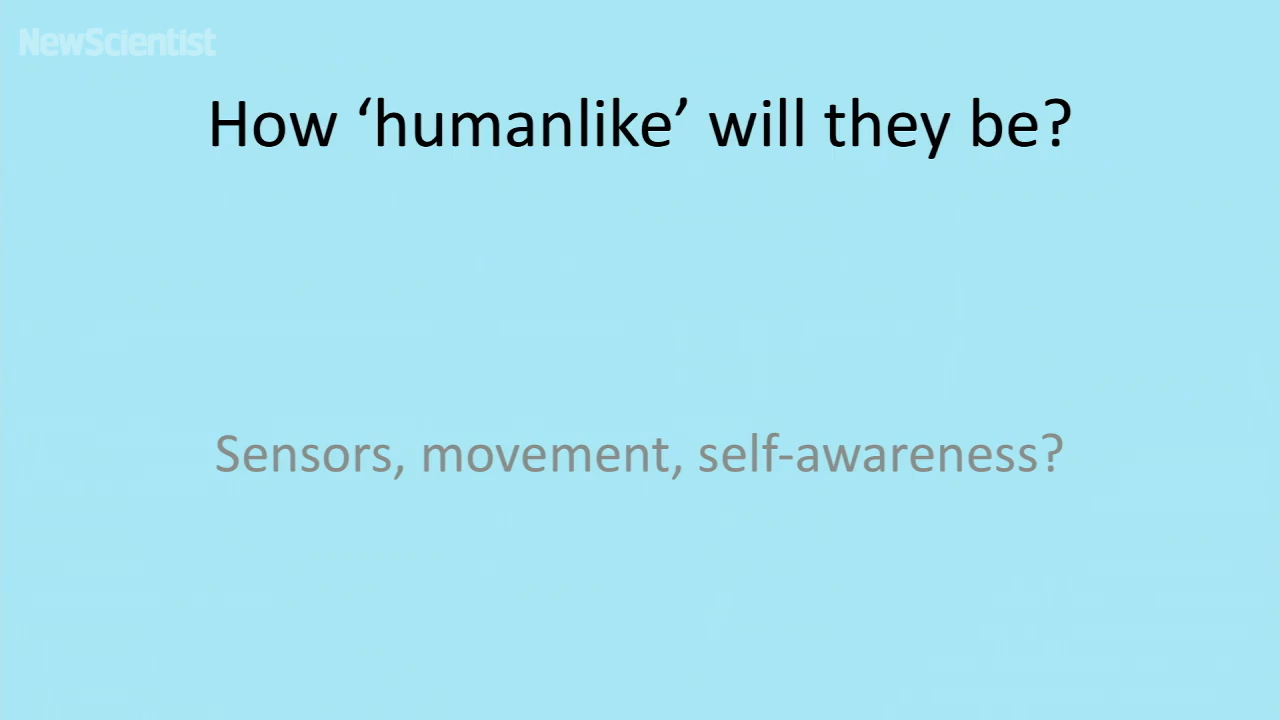 NewScientist
How ‘humanlike’ will they be?
Sensors, movement, self-awareness?